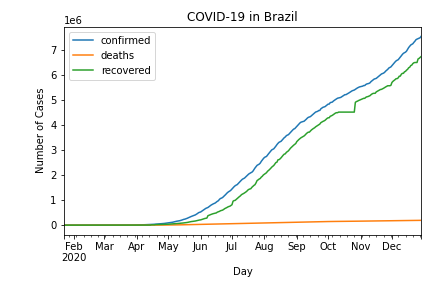 COVID-19 in Brazil
1e6
confirmed
deaths
recovered
7
6
5
4
3
2
1
0
Number of Cases
Feb Mar Apr May Jun Jul Aug Sep Oct Nov Dec
2020
Day